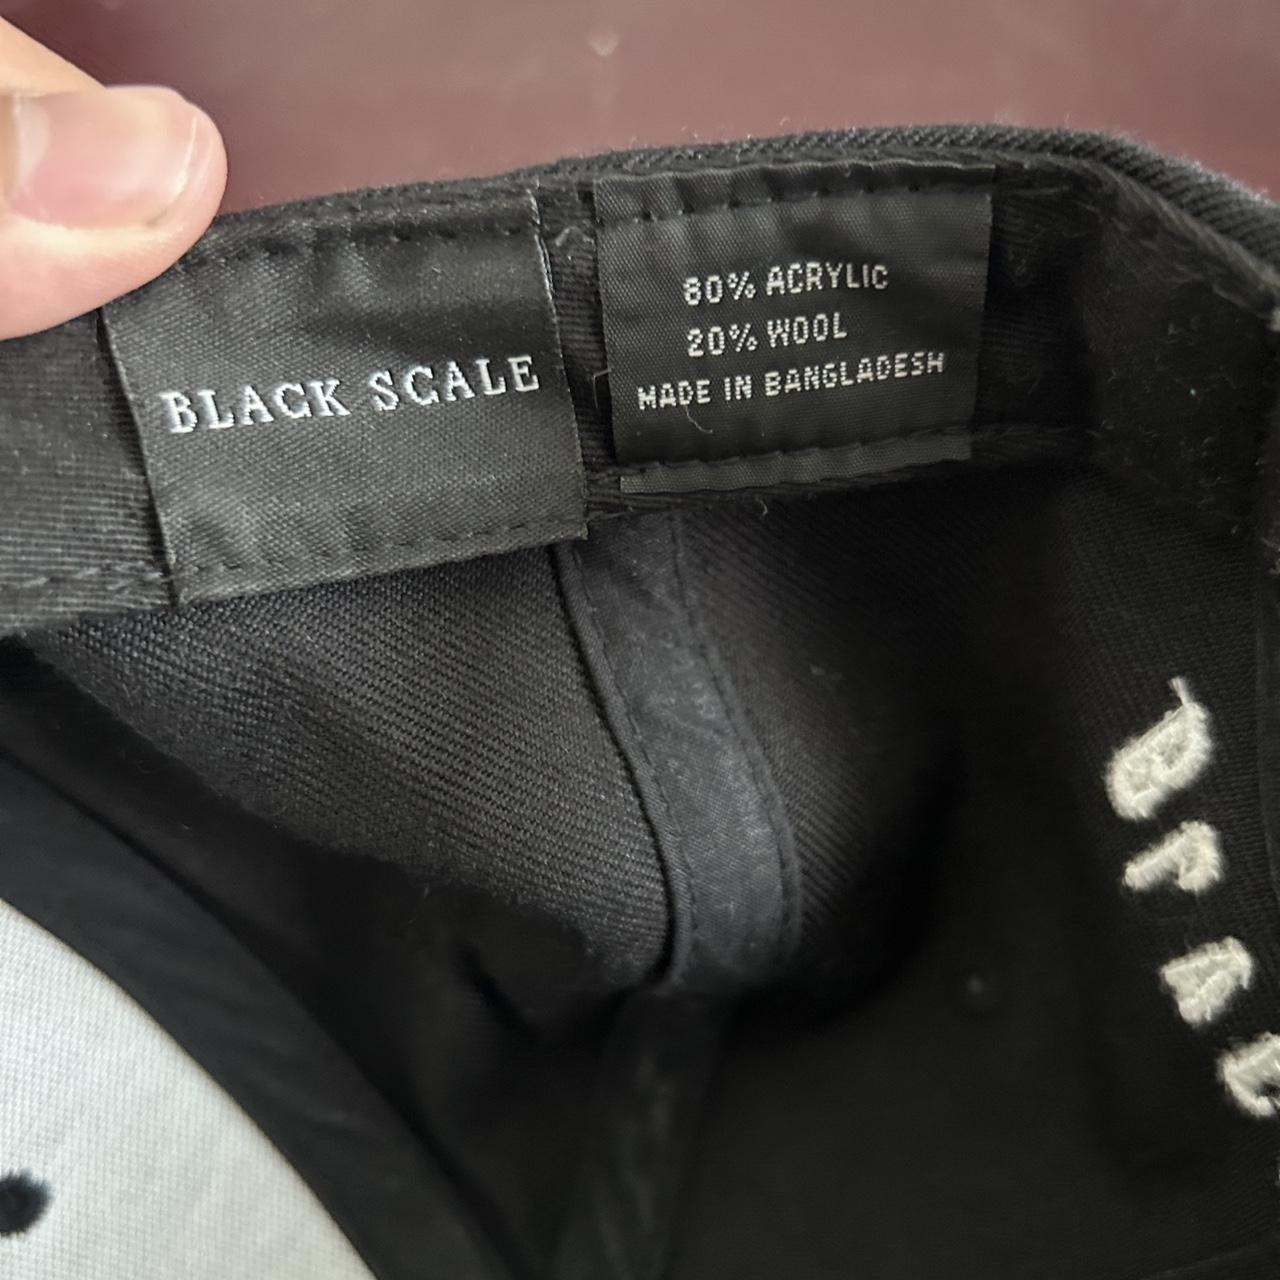 BLACK SCALE
80% ACRYLIC
20% WOOL
MADE IN BANGLADESH